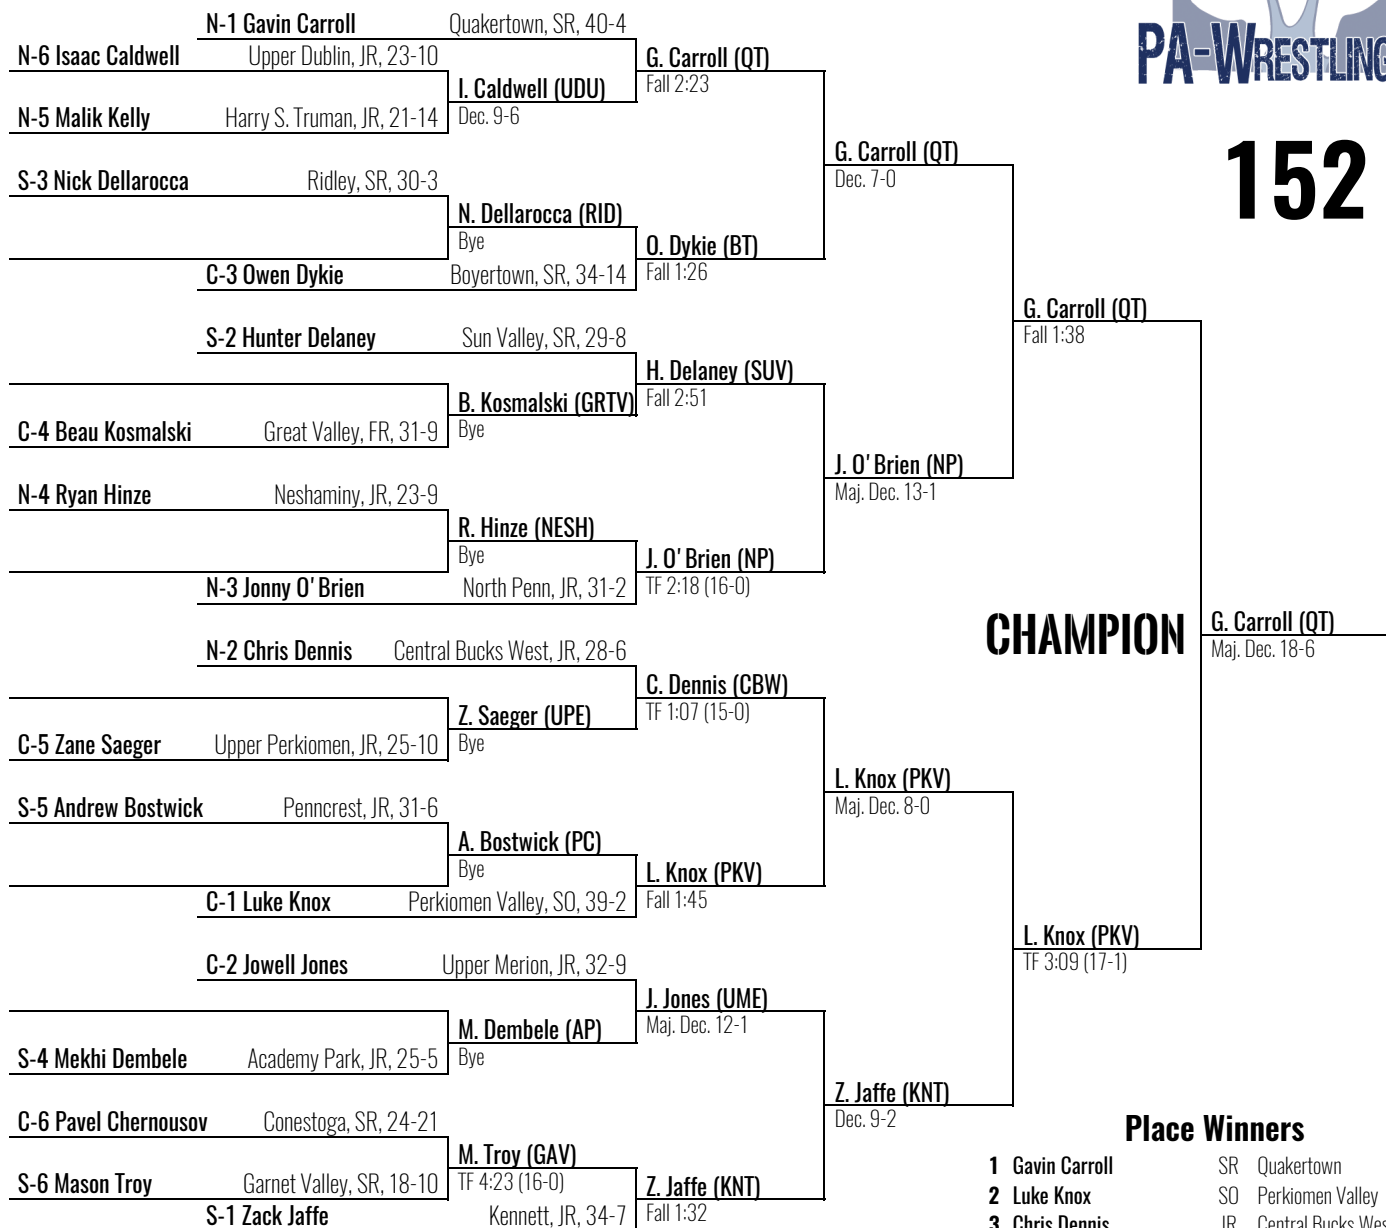 N-1 Gavin Carroll Quakertown, SR, 40-4
N-6 Isaac Caldwell Upper Dublin, JR, 23-10
G. Carroll (QT)
Fall 2:23
PA-WRESTLING
I. Caldwell (UDU)
Dec. 9-6
N-5 Malik Kelly Harry S. Truman, JR, 21-14
G. Carroll (QT)
Dec. 7-0
152
S-3 Nick Dellarocca Ridley, SR, 30-3
N. Dellarocca (RID)
Bye
O. Dykie (BT)
Fall 1:26
C-3 Owen Dykie Boyertown, SR, 34-14
G. Carroll (QT)
Fall 1:38
S-2 Hunter Delaney Sun Valley, SR, 29-8
H. Delaney (SUV)
Fall 2:51
B. Kosmalski (GRTV)
Bye
C-4 Beau Kosmalski Great Valley, FR, 31-9
J. O'Brien (NP)
Maj. Dec. 13-1
N-4 Ryan Hinze Neshaminy, JR, 23-9
R. Hinze (NESH)
Bye
J. O'Brien (NP)
TF 2:18 (16-0)
N-3 Jonny O'Brien North Penn, JR, 31-2
CHAMPION
G. Carroll (QT)
Maj. Dec. 18-6
N-2 Chris Dennis Central Bucks West, JR, 28-6
C. Dennis (CBW)
TF 1:07 (15-0)
Z. Saeger (UPE)
Bye
C-5 Zane Saeger Upper Perkiomen, JR, 25-10
L. Knox (PKV)
Maj. Dec. 8-0
S-5 Andrew Bostwick Penncrest, JR, 31-6
A. Bostwick (PC)
Bye
L. Knox (PKV)
Fall 1:45
C-1 Luke Knox Perkiomen Valley, SO, 39-2
L. Knox (PKV)
TF 3:09 (17-1)
C-2 Jowell Jones Upper Merion, JR, 32-9
J. Jones (UME)
Maj. Dec. 12-1
M. Dembele (AP)
Bye
S-4 Mekhi Dembele Academy Park, JR, 25-5
Z. Jaffe (KNT)
Dec. 9-2
C-6 Pavel Chernousov Conestoga, SR, 24-21
M. Troy (GAV)
TF 4:23 (16-0)
S-6 Mason Troy Garnet Valley, SR, 18-10
Z. Jaffe (KNT)
Fall 1:32
S-1 Zack Jaffe Kennett, JR, 34-7
Place Winners
1 Gavin Carroll SR Quakertown
2 Luke Knox SO Perkiomen Valley
3 Chris Dennis JR Central Bucks Wes